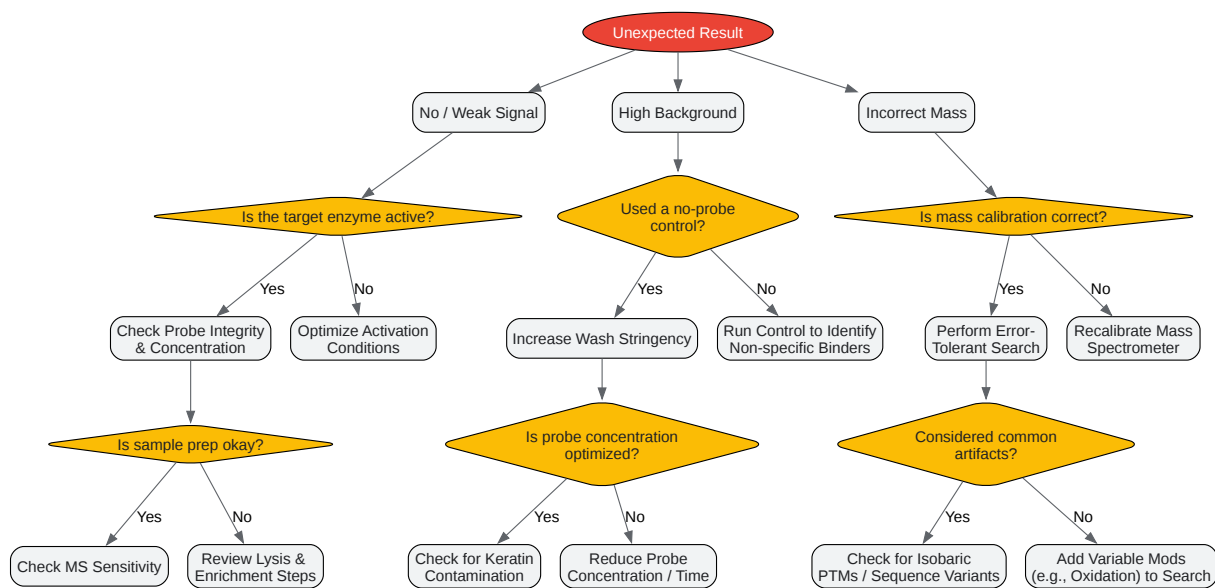 Unexpected Result
No / Weak Signal
High Background
Incorrect Mass
Is the target enzyme active?
Used a no-probe
control?
Is mass calibration correct?
Yes
No
Yes
No
Yes
No
Check Probe Integrity
& Concentration
Optimize Activation
Conditions
Increase Wash Stringency
Run Control to Identify
Non-specific Binders
Perform Error-
Tolerant Search
Recalibrate Mass
Spectrometer
Is sample prep okay?
Is probe concentration
optimized?
Considered common
artifacts?
Yes
No
Yes
No
Yes
No
Check MS Sensitivity
Review Lysis &
Enrichment Steps
Check for Keratin
Contamination
Reduce Probe
Concentration / Time
Check for Isobaric
PTMs / Sequence Variants
Add Variable Mods
(e.g., Oxidation) to Search